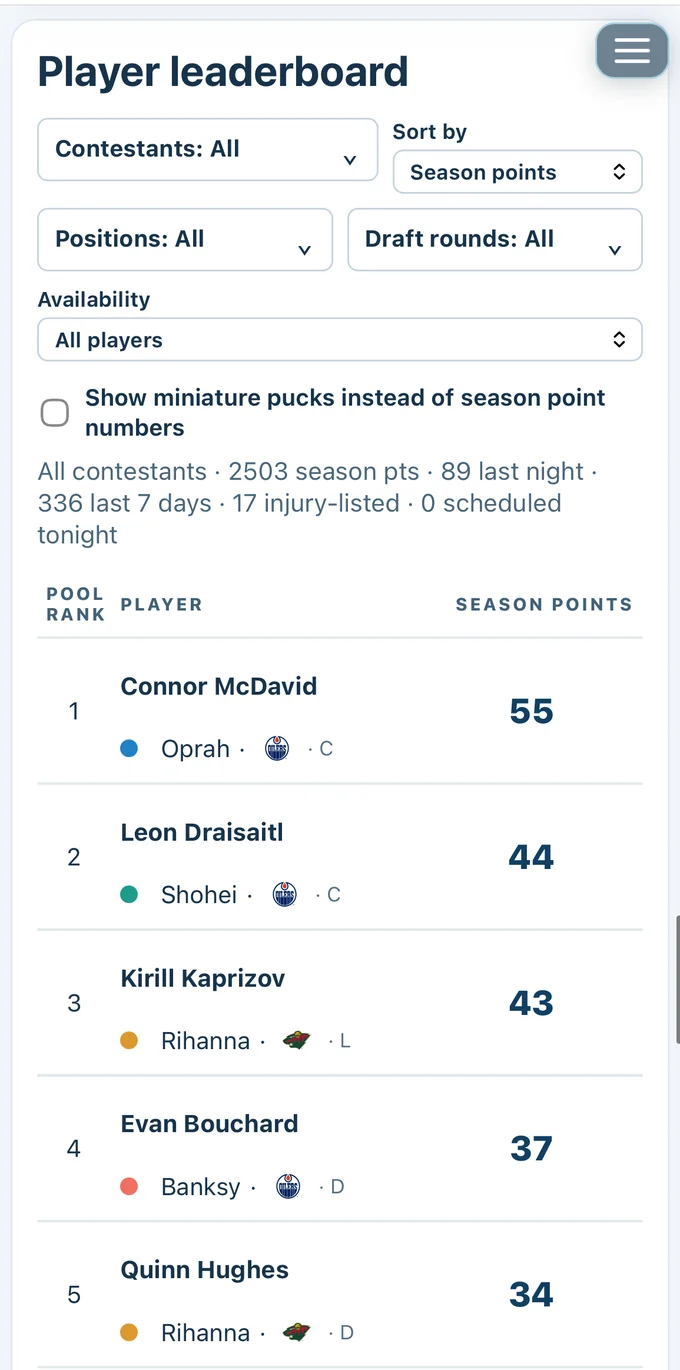 Player leaderboard
Contestants: All
Sort by
Season points
Positions: All
Draft rounds: All
Availability
All players
Show miniature pucks instead of season point
numbers
All contestants · 2503 season pts · 89 last night ·
336 last 7 days · 17 injury-listed · 0 scheduled
tonight
POOL
RANK
PLAYER
SEASON POINTS
1
Connor McDavid
Oprah · OILERS · C
55
2
Leon Draisaitl
Shohei · OILERS · C
44
3
Kirill Kaprizov
Rihanna · · L
43
4
Evan Bouchard
Banksy · OILERS · D
37
5
Quinn Hughes
Rihanna · · D
34